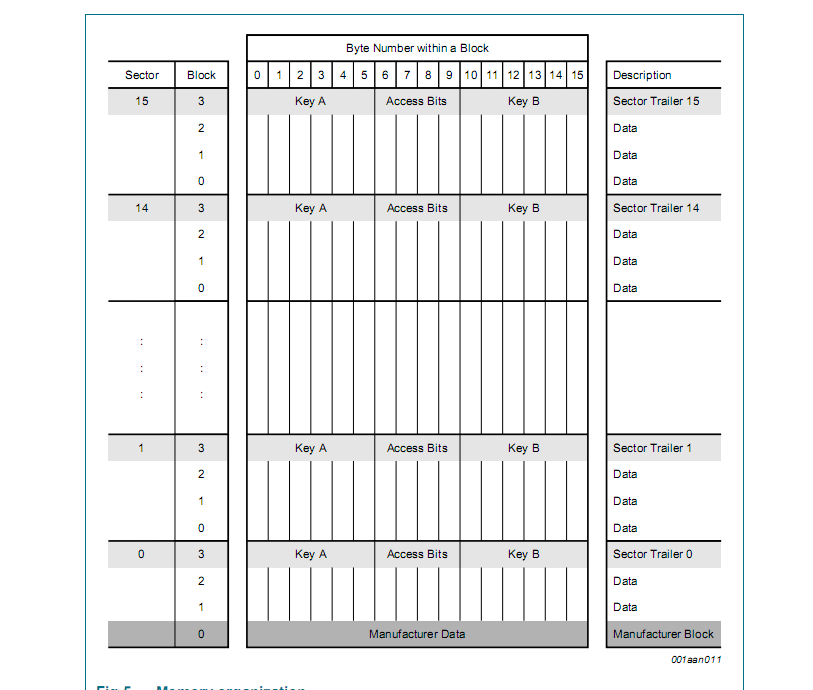 Byte Number within a Block
Sector Block 0 1 2 3 4 5 6 7 8 9 10 11 12 13 14 15 Description
15 3 Key A Access Bits Key B Sector Trailer 15
2 Data
1 Data
0 Data
14 3 Key A Access Bits Key B Sector Trailer 14
2 Data
1 Data
0 Data
: :
: :
: :
1 3 Key A Access Bits Key B Sector Trailer 1
2 Data
1 Data
0 Data
0 3 Key A Access Bits Key B Sector Trailer 0
2 Data
1 Data
0 Manufacturer Data Manufacturer Block
001aan011
Fig 5. Memory organization